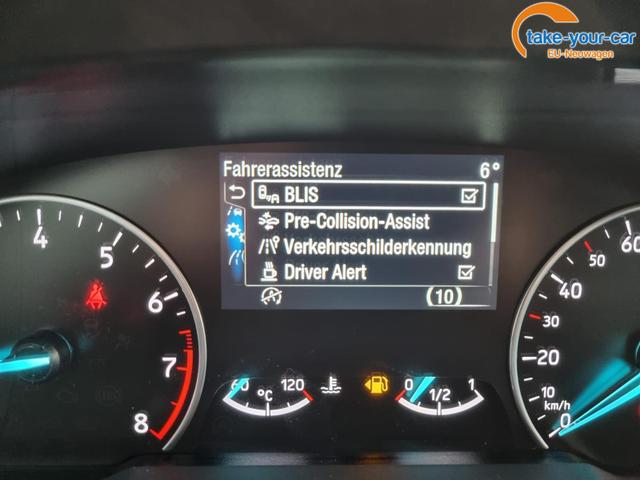 take-your-car
EU-Neuwagen
Fahrerassistenz 6°
BLIS
Pre-Collision-Assist
Verkehrsschilderkennung
Driver Alert
(10)
4
5
6
7
8
60 °C 120
0 1/2 1
60
50
40
30
20
10
km/h
0